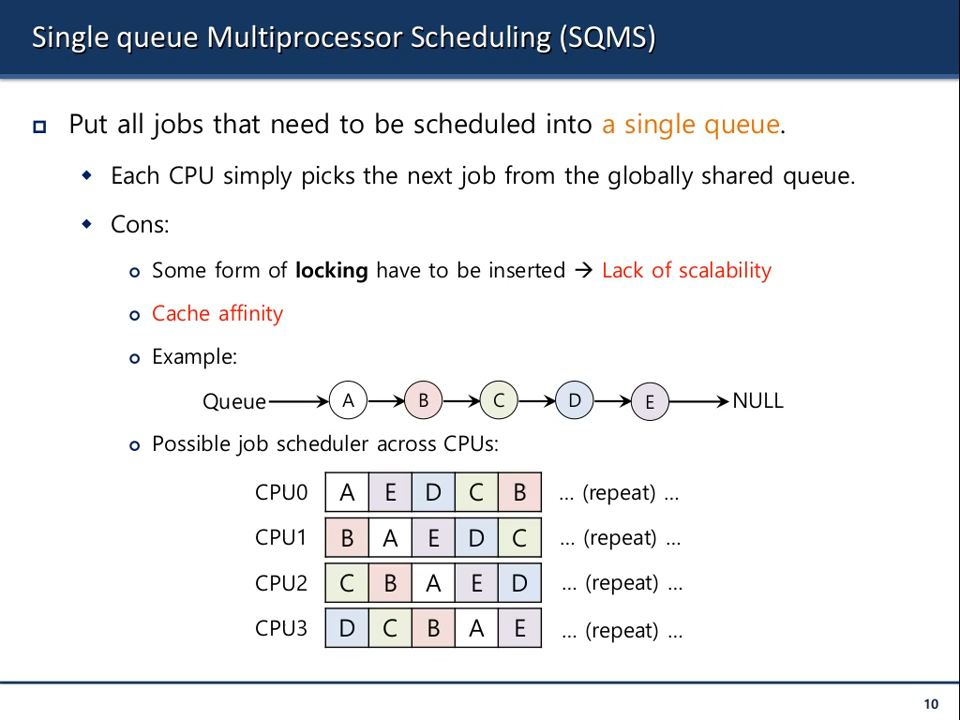 Single queue Multiprocessor Scheduling (SQMS)
Put all jobs that need to be scheduled into a single queue.
Each CPU simply picks the next job from the globally shared queue.
Cons:
Some form of locking have to be inserted → Lack of scalability
Cache affinity
Example:
Queue A B C D E NULL
Possible job scheduler across CPUs:
CPU0 A E D C B … (repeat) …
CPU1 B A E D C … (repeat) …
CPU2 C B A E D … (repeat) …
CPU3 D C B A E … (repeat) …
10